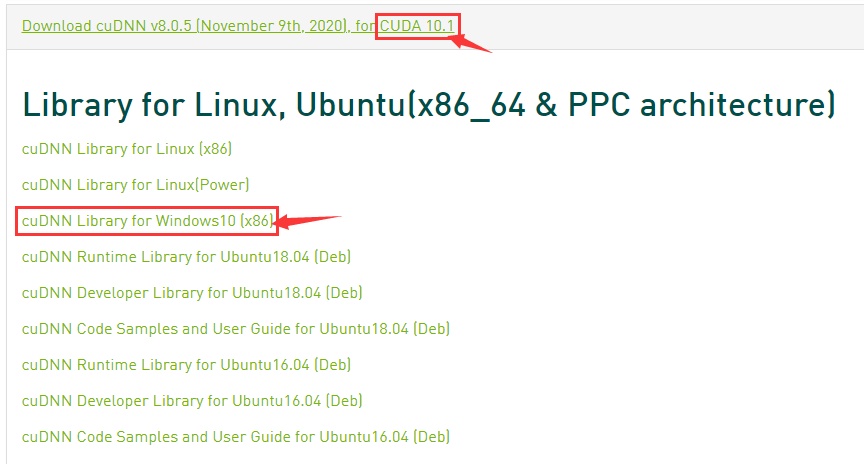 Download cuDNN v8.0.5 (November 9th, 2020), for CUDA 10.1
Library for Linux, Ubuntu(x86_64 & PPC architecture)
cuDNN Library for Linux (x86)
cuDNN Library for Linux(Power)
cuDNN Library for Windows10 (x86)
cuDNN Runtime Library for Ubuntu18.04 (Deb)
cuDNN Developer Library for Ubuntu18.04 (Deb)
cuDNN Code Samples and User Guide for Ubuntu18.04 (Deb)
cuDNN Runtime Library for Ubuntu16.04 (Deb)
cuDNN Developer Library for Ubuntu16.04 (Deb)
cuDNN Code Samples and User Guide for Ubuntu16.04 (Deb)